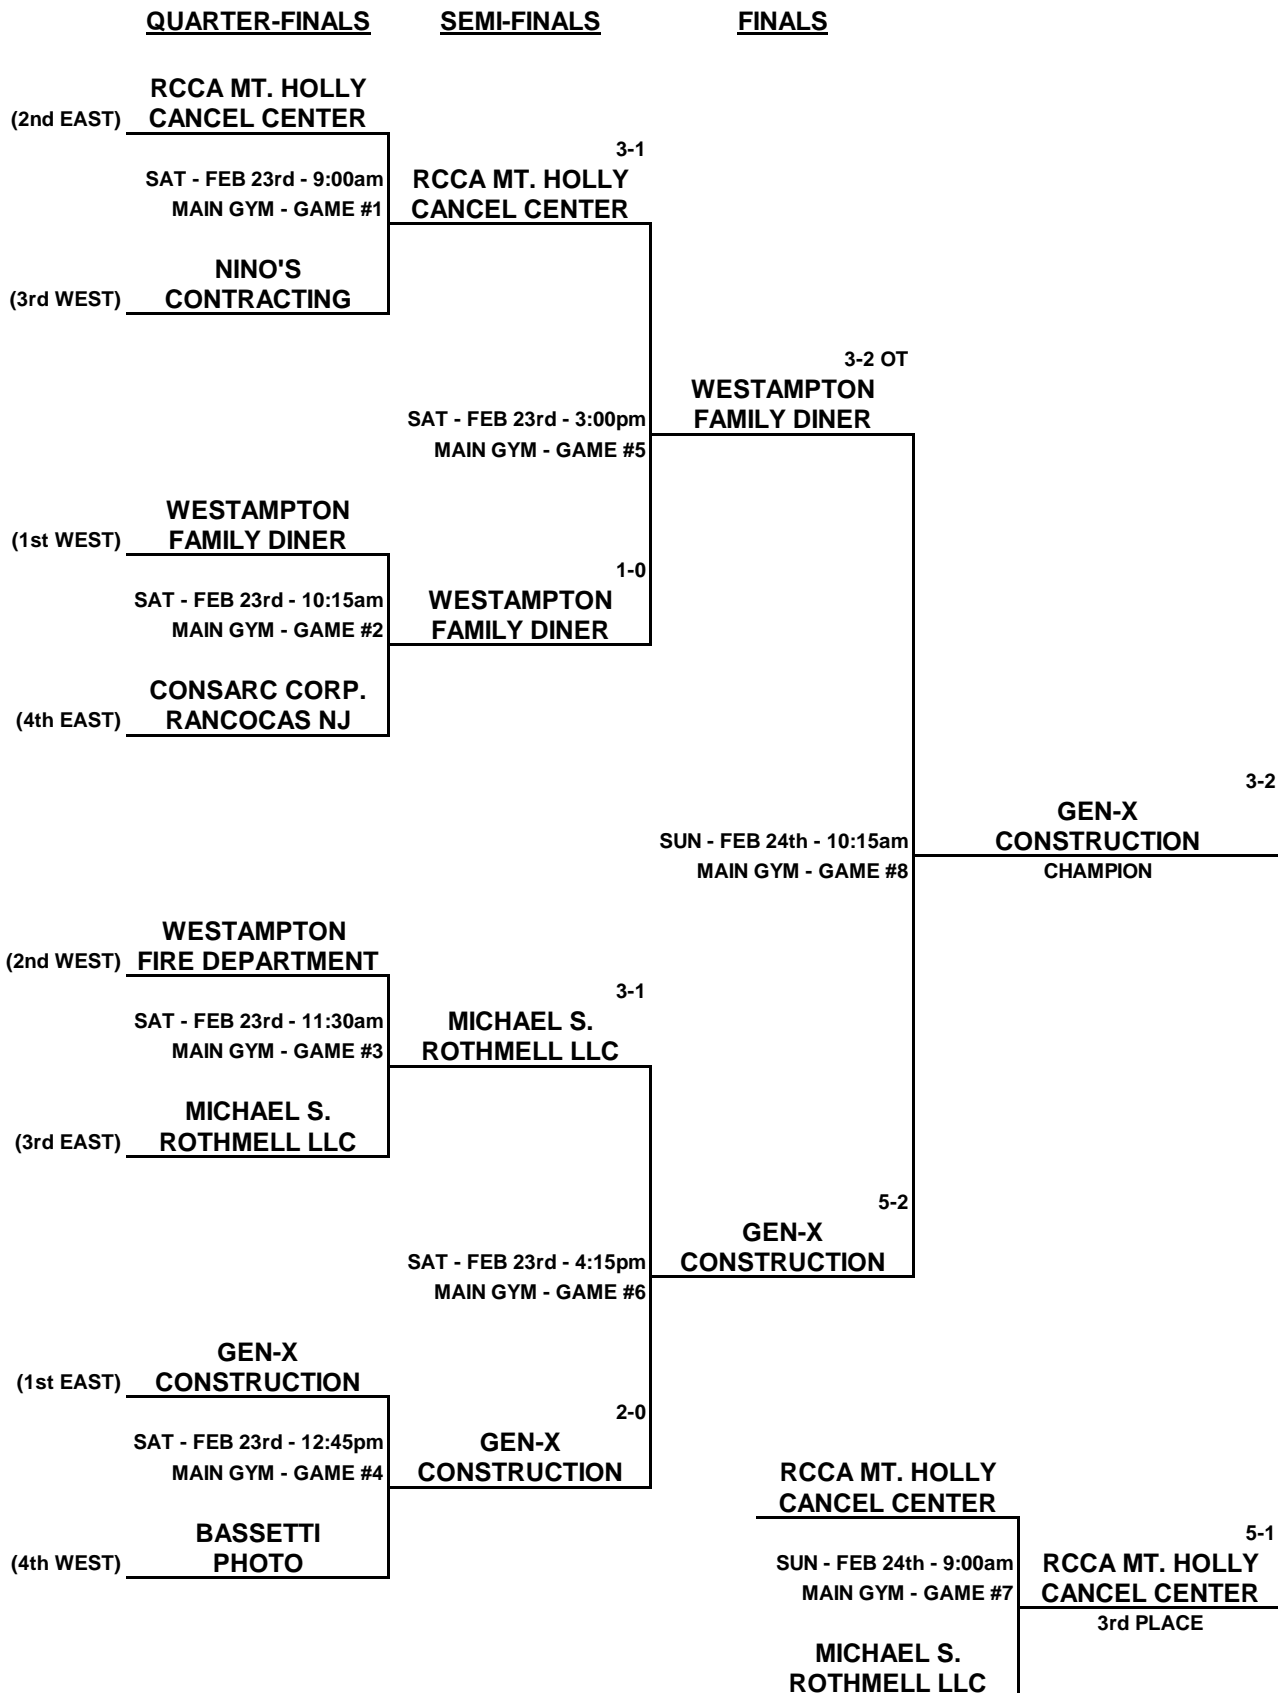 QUARTER-FINALS SEMI-FINALS FINALS
RCCA MT. HOLLY
(2nd EAST) CANCEL CENTER
3-1
SAT - FEB 23rd - 9:00am RCCA MT. HOLLY
MAIN GYM - GAME #1 CANCEL CENTER
NINO'S
(3rd WEST) CONTRACTING
3-2 OT
WESTAMPTON
SAT - FEB 23rd - 3:00pm FAMILY DINER
MAIN GYM - GAME #5
WESTAMPTON
(1st WEST) FAMILY DINER
1-0
SAT - FEB 23rd - 10:15am WESTAMPTON
MAIN GYM - GAME #2 FAMILY DINER
CONSARC CORP.
(4th EAST) RANCOCAS NJ
3-2
GEN-X
SUN - FEB 24th - 10:15am CONSTRUCTION
MAIN GYM - GAME #8 CHAMPION
WESTAMPTON
(2nd WEST) FIRE DEPARTMENT
3-1
SAT - FEB 23rd - 11:30am MICHAEL S.
MAIN GYM - GAME #3 ROTHMELL LLC
MICHAEL S.
(3rd EAST) ROTHMELL LLC
5-2
GEN-X
SAT - FEB 23rd - 4:15pm CONSTRUCTION
MAIN GYM - GAME #6
GEN-X
(1st EAST) CONSTRUCTION
2-0
SAT - FEB 23rd - 12:45pm GEN-X
MAIN GYM - GAME #4 CONSTRUCTION RCCA MT. HOLLY
CANCEL CENTER
BASSETTI 5-1
(4th WEST) PHOTO SUN - FEB 24th - 9:00am RCCA MT. HOLLY
MAIN GYM - GAME #7 CANCEL CENTER
3rd PLACE
MICHAEL S.
ROTHMELL LLC